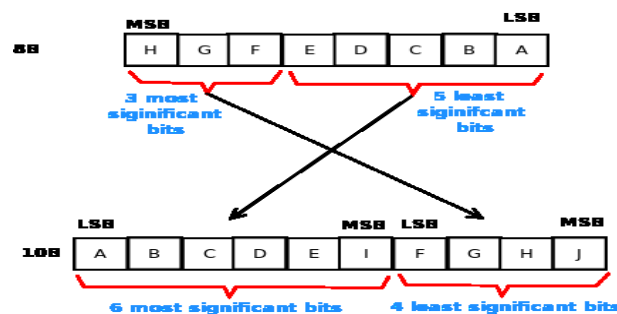 LSB
MSB
8B
H G F E D C B A
3 most
siginificant
bits
5 least
siginifcant
bits
LSB MSB LSB MSB
10B
A B C D E I F G H J
6 most significant bits 4 least significant bits